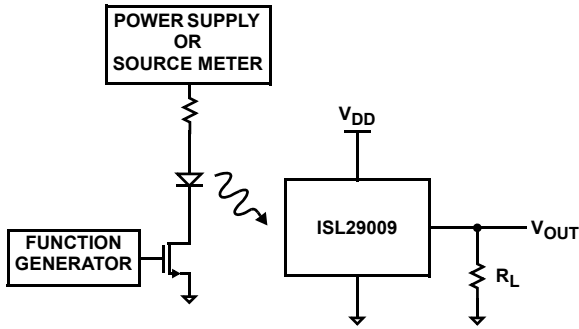 POWER SUPPLY
OR
SOURCE METER
VDD
ISL29009
VOUT
RL
FUNCTION
GENERATOR